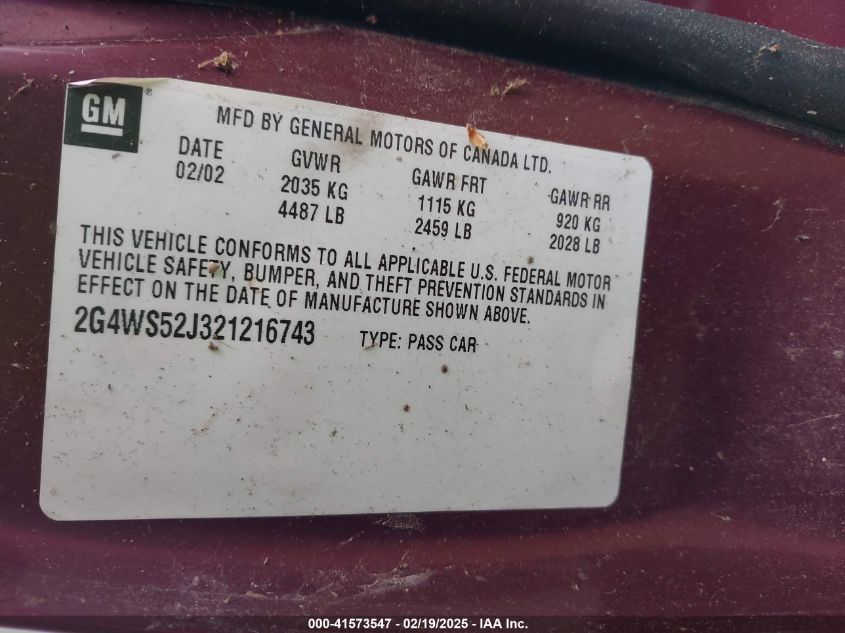 GM
MFD BY GENERAL MOTORS OF CANADA LTD.
DATE GVWR GAWR FRT GAWR RR
02/02 2035 KG 1115 KG 920 KG
4487 LB 2459 LB 2028 LB
THIS VEHICLE CONFORMS TO ALL APPLICABLE U.S. FEDERAL MOTOR
VEHICLE SAFETY, BUMPER, AND THEFT PREVENTION STANDARDS IN
EFFECT ON THE DATE OF MANUFACTURE SHOWN ABOVE.
2G4WS52J321216743 TYPE: PASS CAR
000-41573547 - 02/19/2025 - IAAI.com